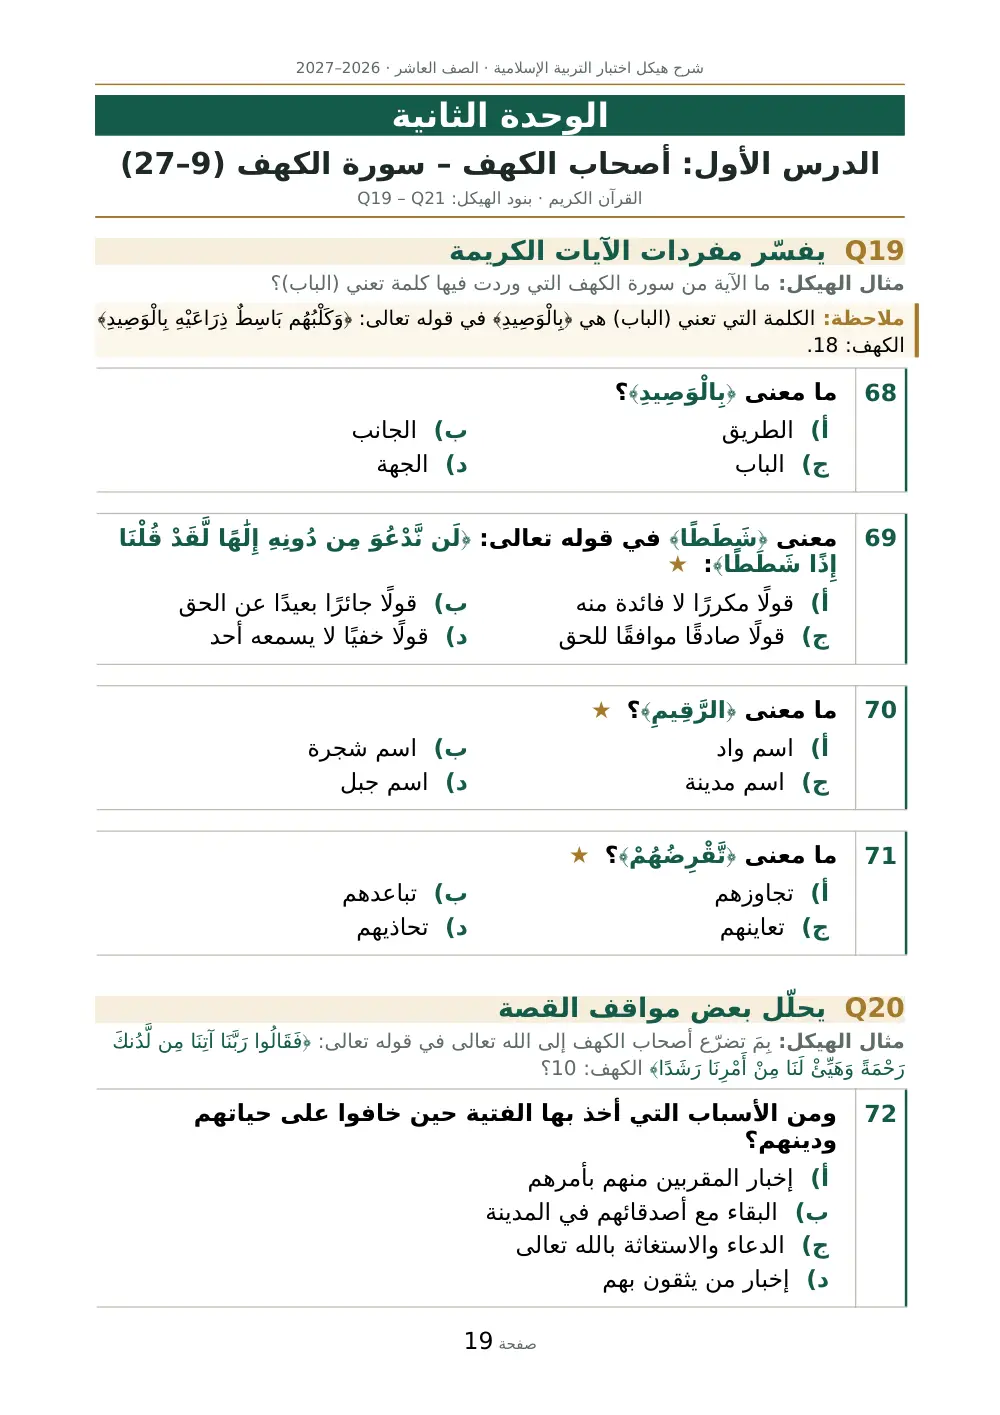 شرح هيكل اختبار التربية الإسلامية · الصف العاشر · 2026–2027
الوحدة الثانية
الدرس الأول: أصحاب الكهف – سورة الكهف (9–27)
القرآن الكريم · بنود الهيكل: Q19 – Q21
Q19 يفسّر مفردات الآيات الكريمة
مثال الهيكل: ما الآية من سورة الكهف التي وردت فيها كلمة تعني (الباب)؟
ملاحظة: الكلمة التي تعني (الباب) هي ﴿بِالْوَصِيدِ﴾ في قوله تعالى: ﴿وَكَلْبُهُم بَاسِطٌ ذِرَاعَيْهِ بِالْوَصِيدِ﴾
الكهف: 18.
68 ما معنى ﴿بِالْوَصِيدِ﴾؟
أ) الطريق ب) الجانب
ج) الباب د) الجهة
69 معنى ﴿شَطَطًا﴾ في قوله تعالى: ﴿لَن نَّدْعُوَ مِن دُونِهِ إِلَٰهًا لَّقَدْ قُلْنَا
إِذًا شَطَطًا﴾: ★
أ) قولًا مكررًا لا فائدة منه ب) قولًا جائرًا بعيدًا عن الحق
ج) قولًا صادقًا موافقًا للحق د) قولًا خفيًا لا يسمعه أحد
70 ما معنى ﴿الرَّقِيمِ﴾؟ ★
أ) اسم واد ب) اسم شجرة
ج) اسم مدينة د) اسم جبل
71 ما معنى ﴿تَّقْرِضُهُمْ﴾؟ ★
أ) تجاوزهم ب) تباعدهم
ج) تعاينهم د) تحاذيهم
Q20 يحلّل بعض مواقف القصة
مثال الهيكل: بِمَ تضرّع أصحاب الكهف إلى الله تعالى في قوله تعالى: ﴿فَقَالُوا رَبَّنَا آتِنَا مِن لَّدُنكَ
رَحْمَةً وَهَيِّئْ لَنَا مِنْ أَمْرِنَا رَشَدًا﴾ الكهف: 10؟
72 ومن الأسباب التي أخذ بها الفتية حين خافوا على حياتهم
ودينهم؟
أ) إخبار المقربين منهم بأمرهم
ب) البقاء مع أصدقائهم في المدينة
ج) الدعاء والاستغاثة بالله تعالى
د) إخبار من يثقون بهم
صفحة 19